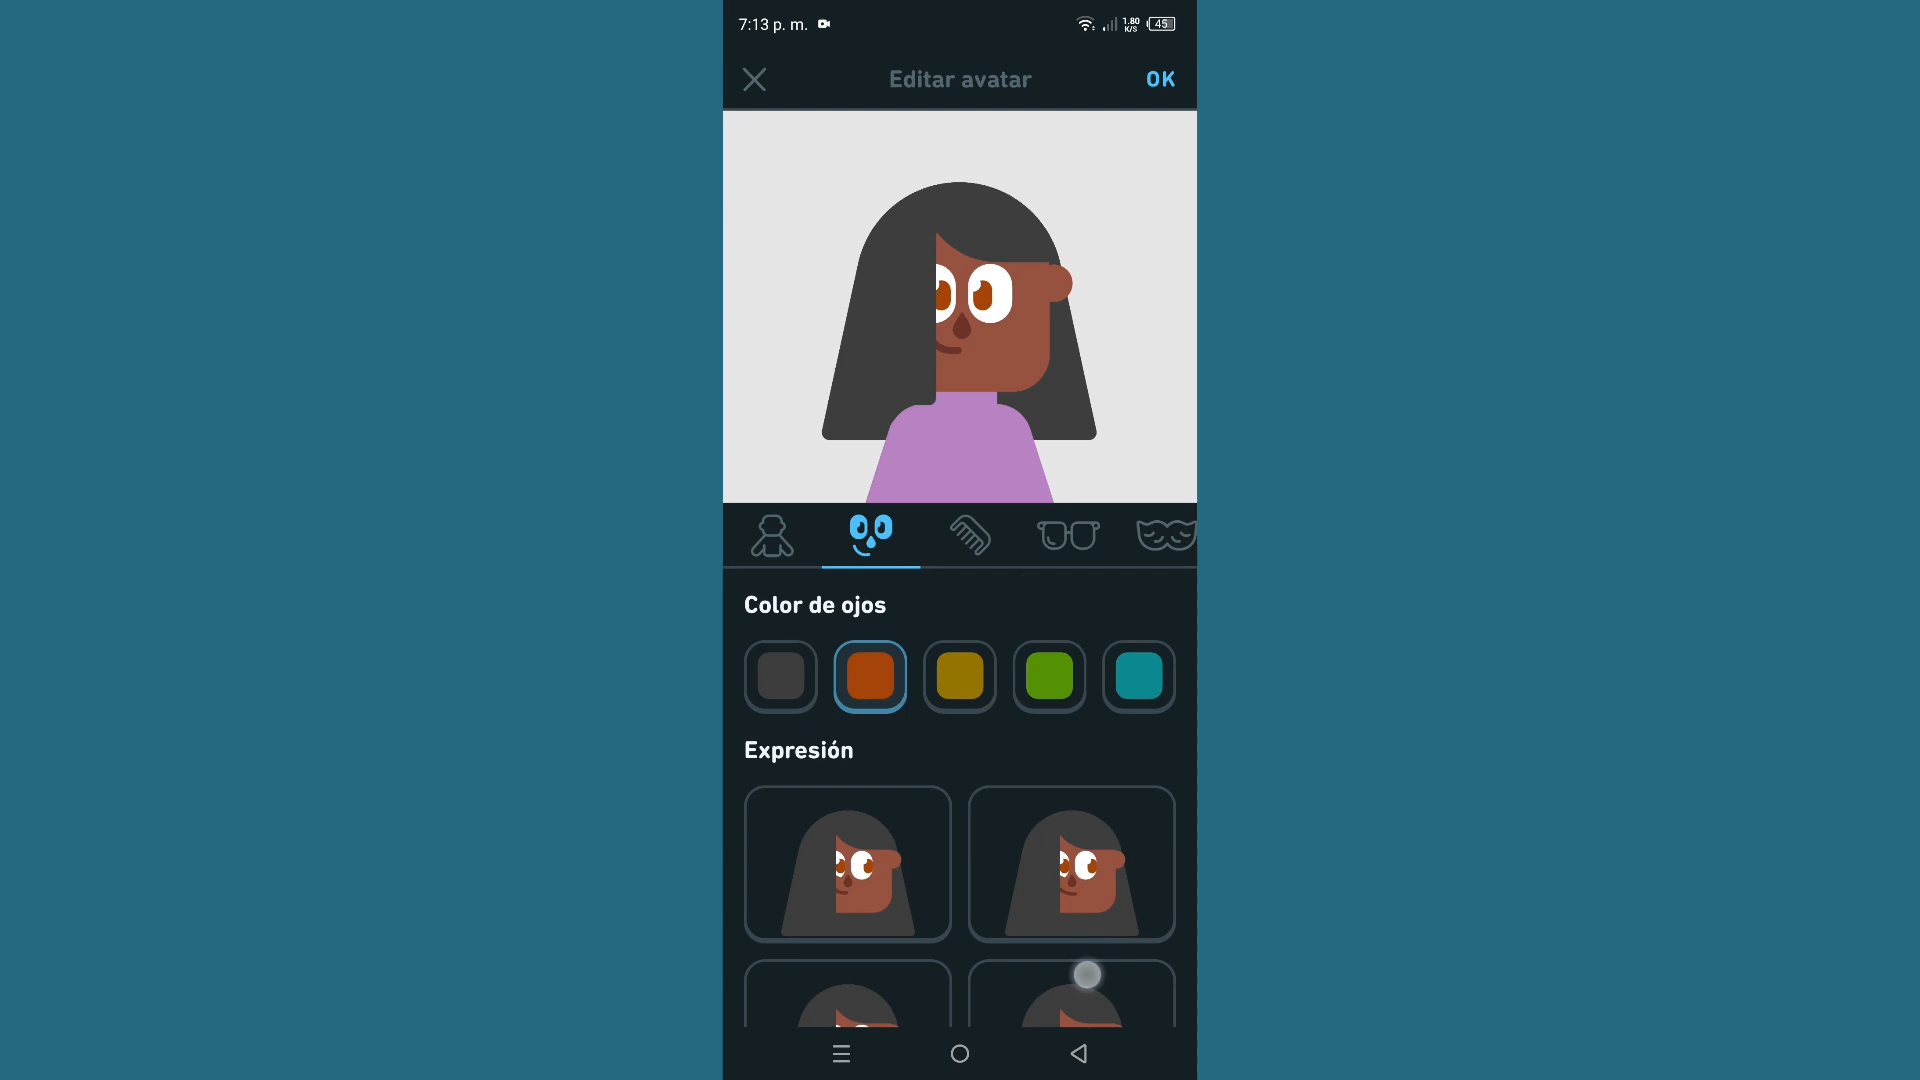 7:13 p. m.
1.80
K/S
45
Editar avatar
OK
Color de ojos
Expresión